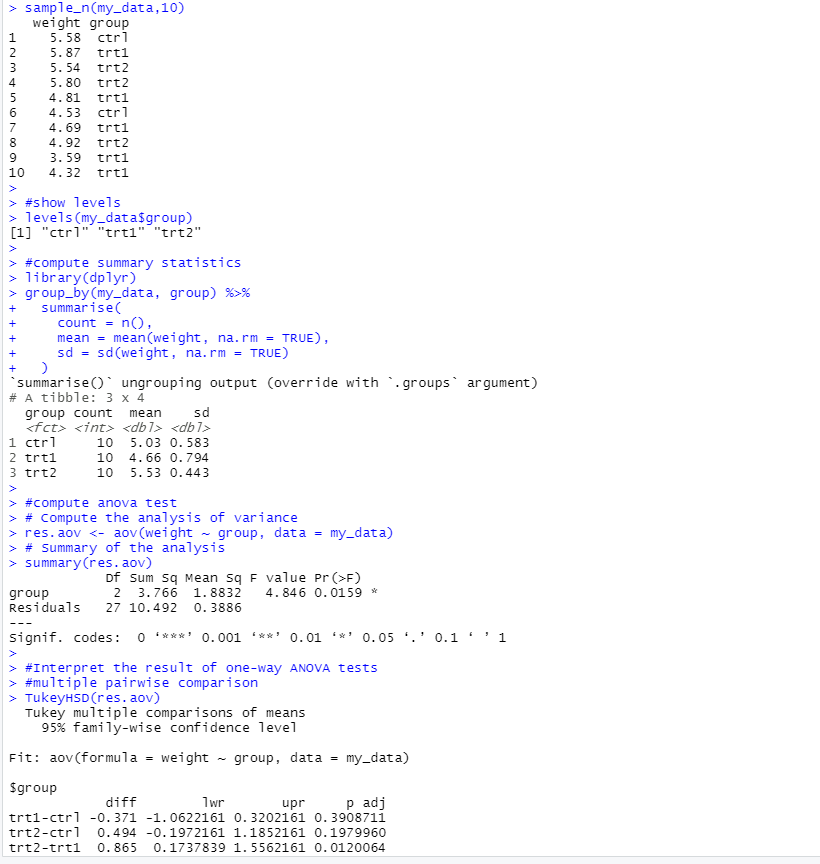 > sample_n(my_data,10)
   weight group
1    5.58  ctrl
2    5.87  trt1
3    5.54  trt2
4    5.80  trt2
5    4.81  trt1
6    4.53  ctrl
7    4.69  trt1
8    4.92  trt2
9    3.59  trt1
10   4.32  trt1
>
> #show levels
> levels(my_data$group)
[1] "ctrl" "trt1" "trt2"
>
> #compute summary statistics
> library(dplyr)
> group_by(my_data, group) %>%
+   summarise(
+     count = n(),
+     mean = mean(weight, na.rm = TRUE),
+     sd = sd(weight, na.rm = TRUE)
+   )
`summarise()` ungrouping output (override with `.groups` argument)
# A tibble: 3 x 4
  group count  mean    sd
  <fct> <int> <dbl> <dbl>
1 ctrl     10  5.03 0.583
2 trt1     10  4.66 0.794
3 trt2     10  5.53 0.443
>
> #compute anova test
> # Compute the analysis of variance
> res.aov <- aov(weight ~ group, data = my_data)
> # Summary of the analysis
> summary(res.aov)
            Df Sum Sq Mean Sq F value Pr(>F)
group        2  3.766  1.8832   4.846 0.0159 *
Residuals   27 10.492  0.3886
---
Signif. codes:  0 ‘***’ 0.001 ‘**’ 0.01 ‘*’ 0.05 ‘.’ 0.1 ‘ ’ 1
>
> #Interpret the result of one-way ANOVA tests
> #multiple pairwise comparison
> TukeyHSD(res.aov)
  Tukey multiple comparisons of means
    95% family-wise confidence level

Fit: aov(formula = weight ~ group, data = my_data)

$group
            diff        lwr       upr     p adj
trt1-ctrl -0.371 -1.0622161 0.3202161 0.3908711
trt2-ctrl  0.494 -0.1972161 1.1852161 0.1979960
trt2-trt1  0.865  0.1737839 1.5562161 0.0120064